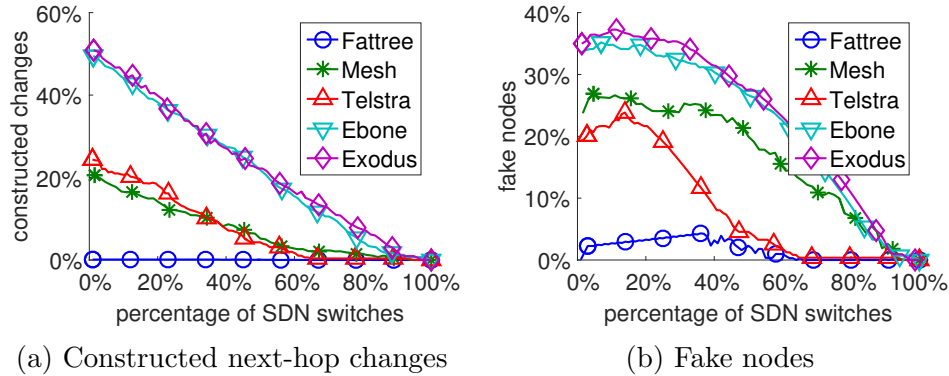 60%
40%
20%
0%
constructed changes
0% 20% 40% 60% 80% 100%
percentage of SDN switches
Fattree
Mesh
Telstra
Ebone
Exodus
(a) Constructed next-hop changes
40%
30%
20%
10%
0%
fake nodes
0% 20% 40% 60% 80% 100%
percentage of SDN switches
Fattree
Mesh
Telstra
Ebone
Exodus
(b) Fake nodes